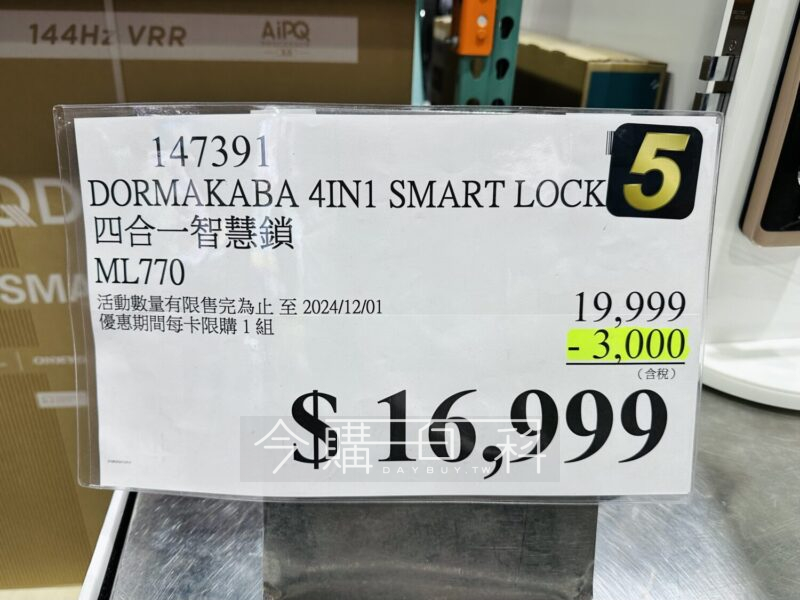 144Hz VRR
AiPQ
147391
5
DORMAKABA 4IN1 SMART LOCK
四合一智慧鎖
ML770
活動數量有限售完為止 至 2024/12/01
優惠期間每卡限購 1 組
19,999
- 3,000
(含稅)
$ 16,999
今購百科
DAYBUY.TW
QD
SMA